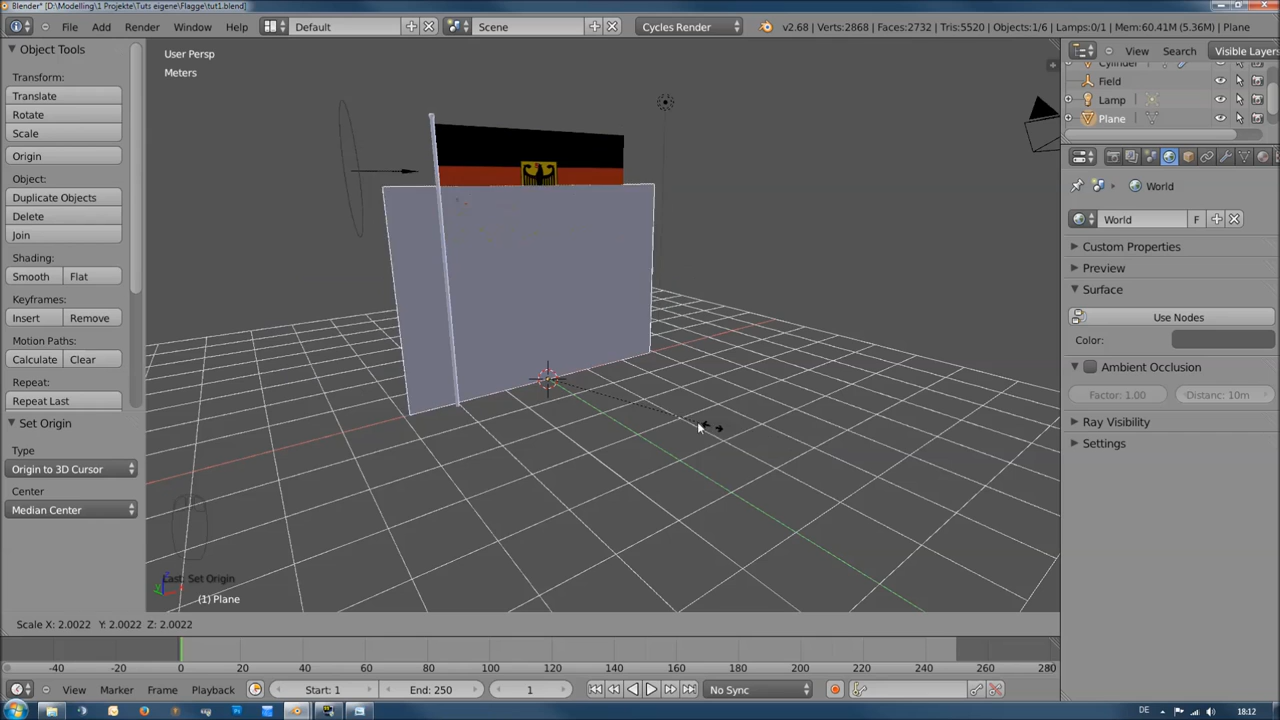 Blender* [D:\Modelling\1 Projekte\Tuts eigene\Flagge\tut1.blend]
File Add Render Window Help Default Scene Cycles Render v2.68 | Verts:2868 | Faces:2732 | Tris:5520 | Objects:1/6 | Lamps:0/1 | Mem:60.41M (5.36M) | Plane
Object Tools
Transform:
Translate
Rotate
Scale
Origin
Object:
Duplicate Objects
Delete
Join
Shading:
Smooth Flat
Keyframes:
Insert Remove
Motion Paths:
Calculate Clear
Repeat:
Repeat Last
Set Origin
Type
Origin to 3D Cursor
Center
Median Center
User Persp
Meters
Last: Set Origin
(1) Plane
Scale X: 2.0022 Y: 2.0022 Z: 2.0022
View Search Visible Layers
Cylinder
Field
Lamp
Plane
World
World F
Custom Properties
Preview
Surface
Use Nodes
Color:
Ambient Occlusion
Factor: 1.00 Distanc: 10m
Ray Visibility
Settings
-40 -20 0 20 40 60 80 100 120 140 160 180 200 220 240 260 280
View Marker Frame Playback Start: 1 End: 250 1 No Sync
DE 18:12